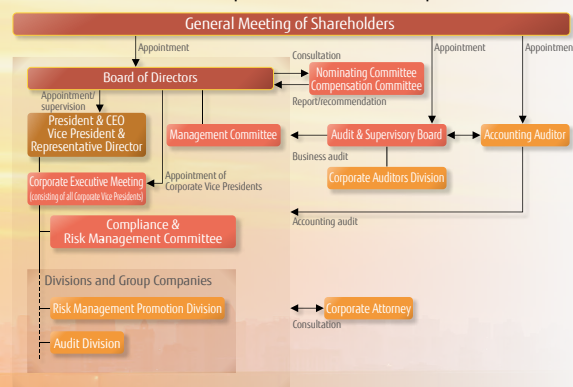 General Meeting of Shareholders
Appointment
Appointment
Appointment
Board of Directors
Consultation
Nominating Committee
Compensation Committee
Report/recommendation
Appointment/
supervision
President & CEO
Vice President &
Representative Director
Management Committee
Audit & Supervisory Board
Accounting Auditor
Business audit
Corporate Auditors Division
Corporate Executive Meeting
(consisting of all Corporate Vice Presidents)
Appointment of
Corporate Vice Presidents
Compliance &
Risk Management Committee
Accounting audit
Divisions and Group Companies
Risk Management Promotion Division
Corporate Attorney
Consultation
Audit Division